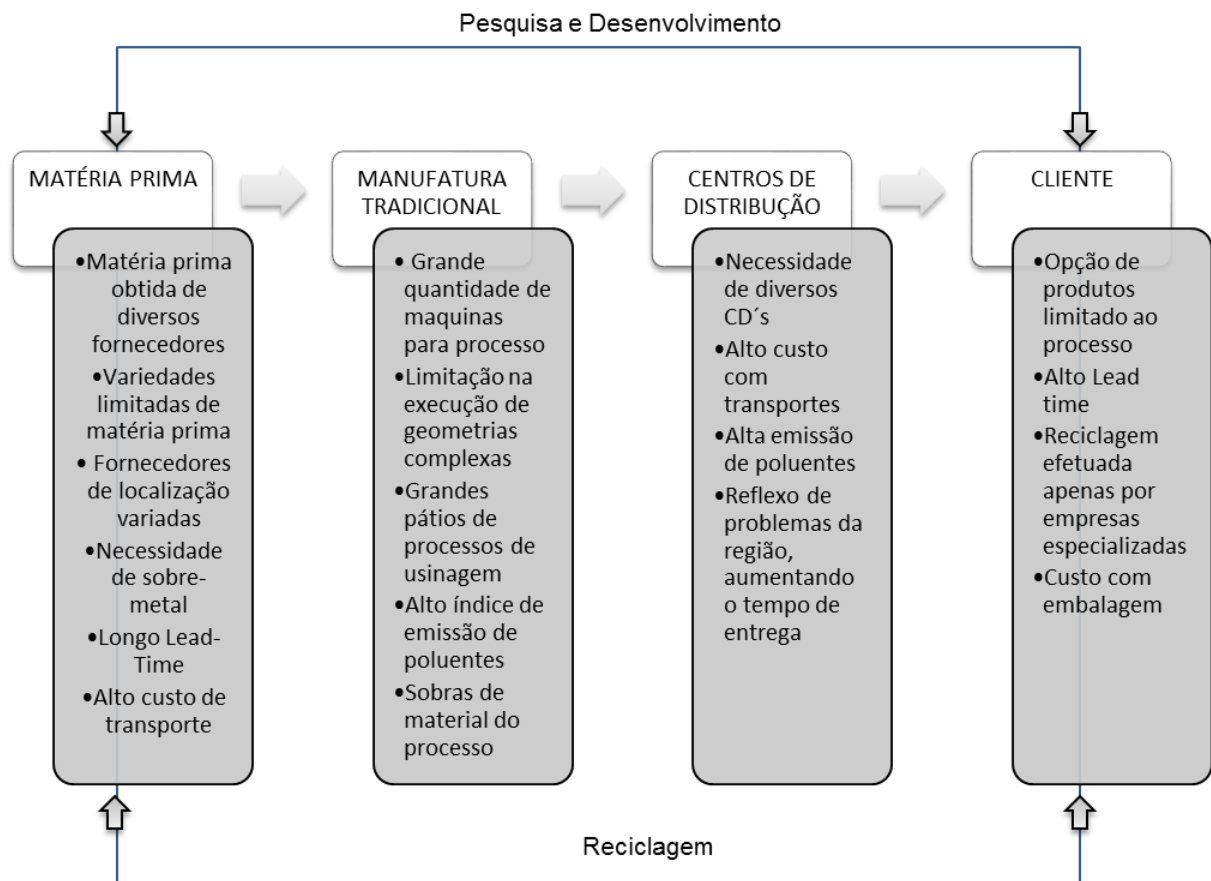 Pesquisa e Desenvolvimento
MATÉRIA PRIMA
•Matéria prima
obtida de
diversos
fornecedores
•Variedades
limitadas de
matéria prima
• Fornecedores
de localização
variadas
•Necessidade
de sobre-
metal
•Longo Lead-
Time
•Alto custo de
transporte
MANUFATURA
TRADICIONAL
• Grande
quantidade de
maquinas
para processo
•Limitação na
execução de
geometrias
complexas
•Grandes
pátios de
processos de
usinagem
•Alto índice de
emissão de
poluentes
•Sobras de
material do
processo
CENTROS DE
DISTRIBUÇÃO
•Necessidade
de diversos
CD´s
•Alto custo
com
transportes
•Alta emissão
de poluentes
•Reflexo de
problemas da
região,
aumentando
o tempo de
entrega
CLIENTE
•Opção de
produtos
limitado ao
processo
•Alto Lead
time
•Reciclagem
efetuada
apenas por
empresas
especializadas
•Custo com
embalagem
Reciclagem